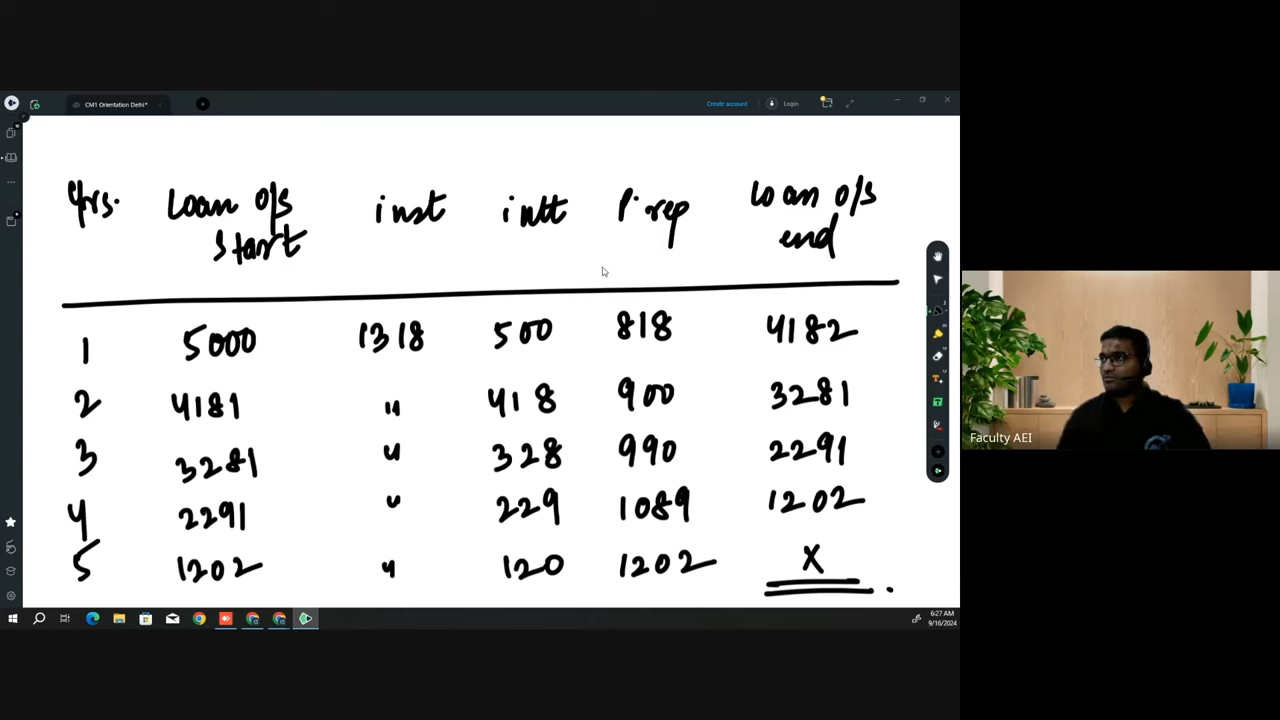 CM1 Orientation Delhi*
Create account
Login
Yrs. Loan o/s start inst intt P. rep Loan o/s end
1 5000 1318 500 818 4182
2 4181 " 418 900 3281
3 3281 " 328 990 2291
4 2291 " 229 1089 1202
5 1202 " 120 1202 X
Faculty AEI
6:27 AM
9/16/2024